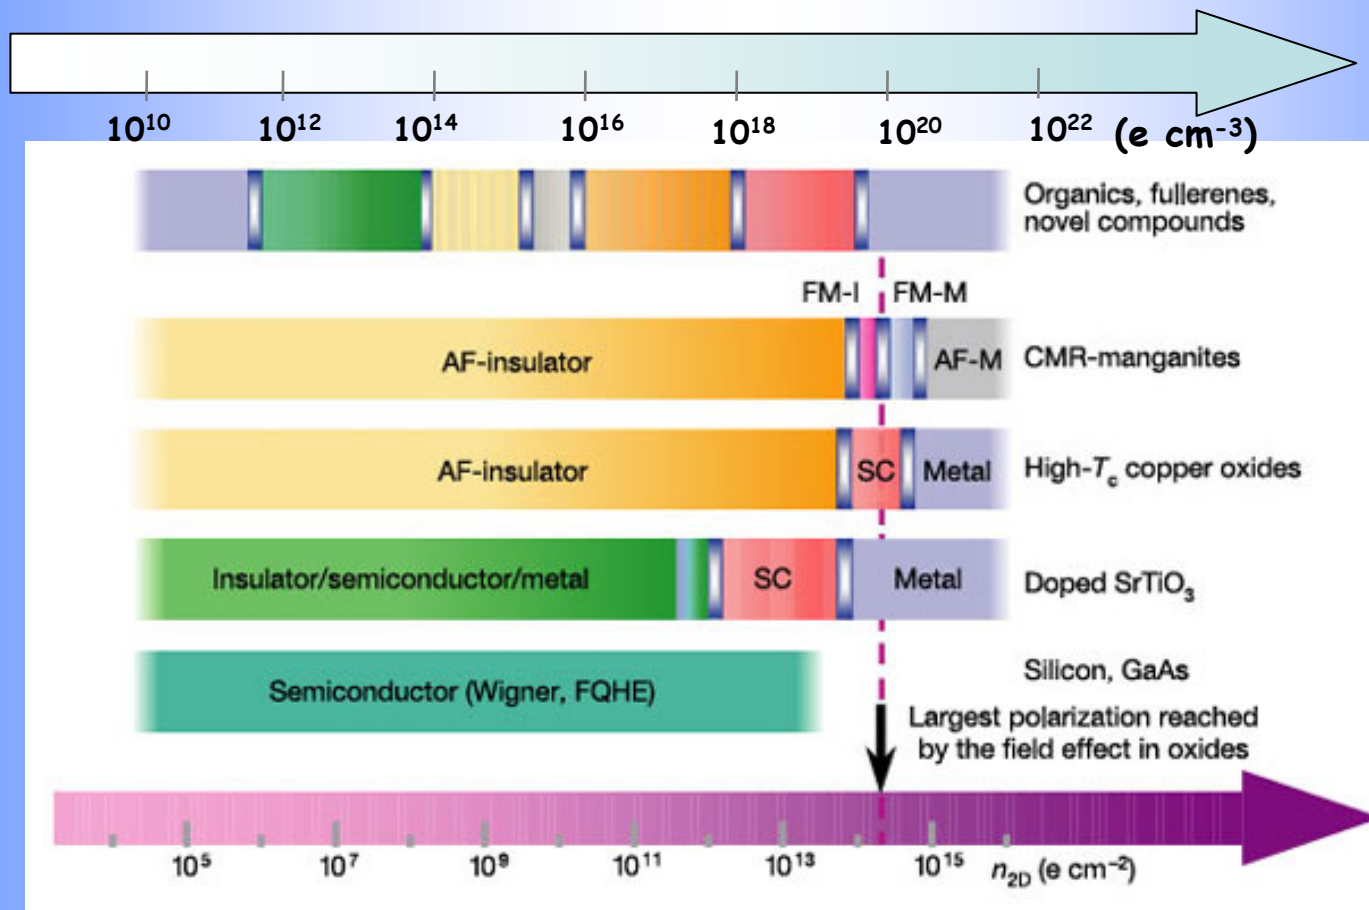 10¹⁰ 10¹² 10¹⁴ 10¹⁶ 10¹⁸ 10²⁰ 10²² (e cm⁻³)
Organics, fullerenes,
novel compounds
FM-I FM-M
AF-insulator AF-M CMR-manganites
AF-insulator SC Metal High-T꜀ copper oxides
Insulator/semiconductor/metal SC Metal Doped SrTiO₃
Silicon, GaAs
Semiconductor (Wigner, FQHE)
Largest polarization reached
by the field effect in oxides
10⁵ 10⁷ 10⁹ 10¹¹ 10¹³ 10¹⁵ n₂D (e cm⁻²)